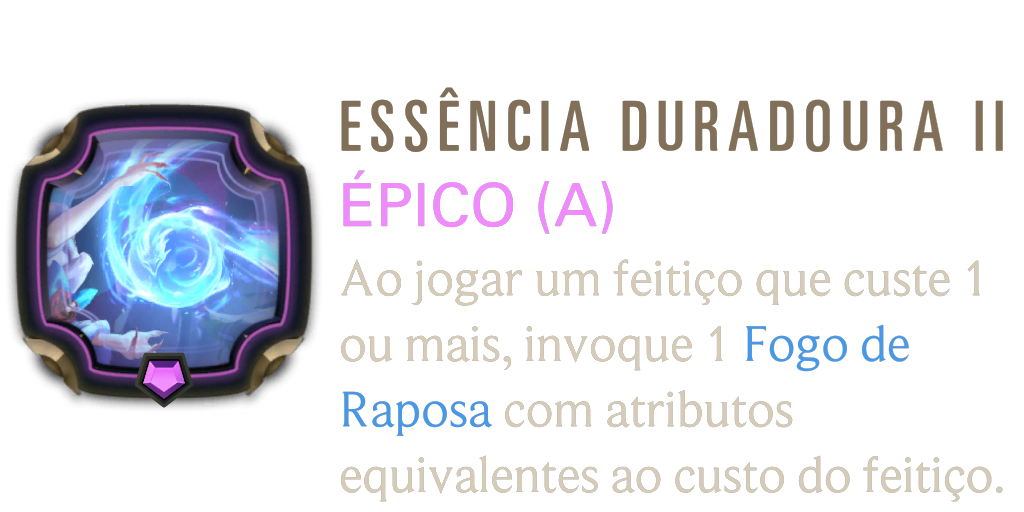 ESSÊNCIA DURADOURA II
ÉPICO (A)
Ao jogar um feitiço que custe 1
ou mais, invoque 1 Fogo de
Raposa com atributos
equivalentes ao custo do feitiço.